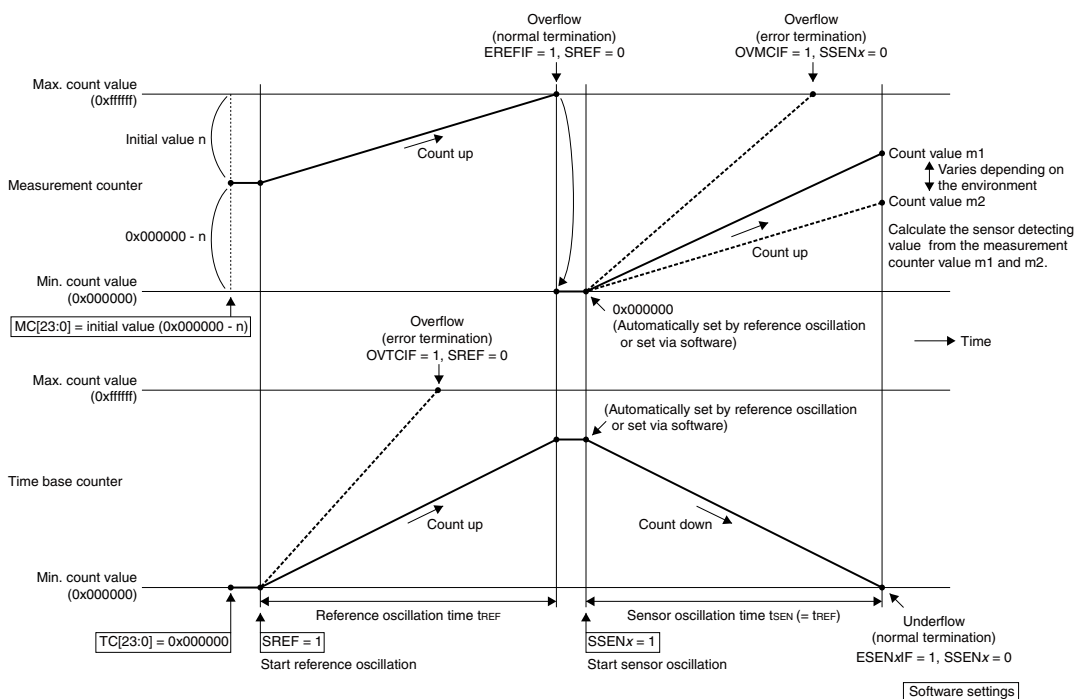 Overflow
(normal termination)
EREFIF = 1, SREF = 0
Overflow
(error termination)
OVMCIF = 1, SSENx = 0
Max. count value
(0xffffff)
Initial value n
Count up
Measurement counter
0x000000 - n
Count value m1
Varies depending on
the environment
Count value m2
Calculate the sensor detecting
value from the measurement
counter value m1 and m2.
Count up
Min. count value
(0x000000)
MC[23:0] = initial value (0x000000 - n)
0x000000
(Automatically set by reference oscillation
or set via software)
Time
Overflow
(error termination)
OVTCIF = 1, SREF = 0
Max. count value
(0xffffff)
(Automatically set by reference oscillation
or set via software)
Time base counter
Count up
Count down
Min. count value
(0x000000)
Reference oscillation time tREF
Sensor oscillation time tSEN (= tREF)
TC[23:0] = 0x000000
SREF = 1
Start reference oscillation
SSENx = 1
Start sensor oscillation
Underflow
(normal termination)
ESENxIF = 1, SSENx = 0
Software settings